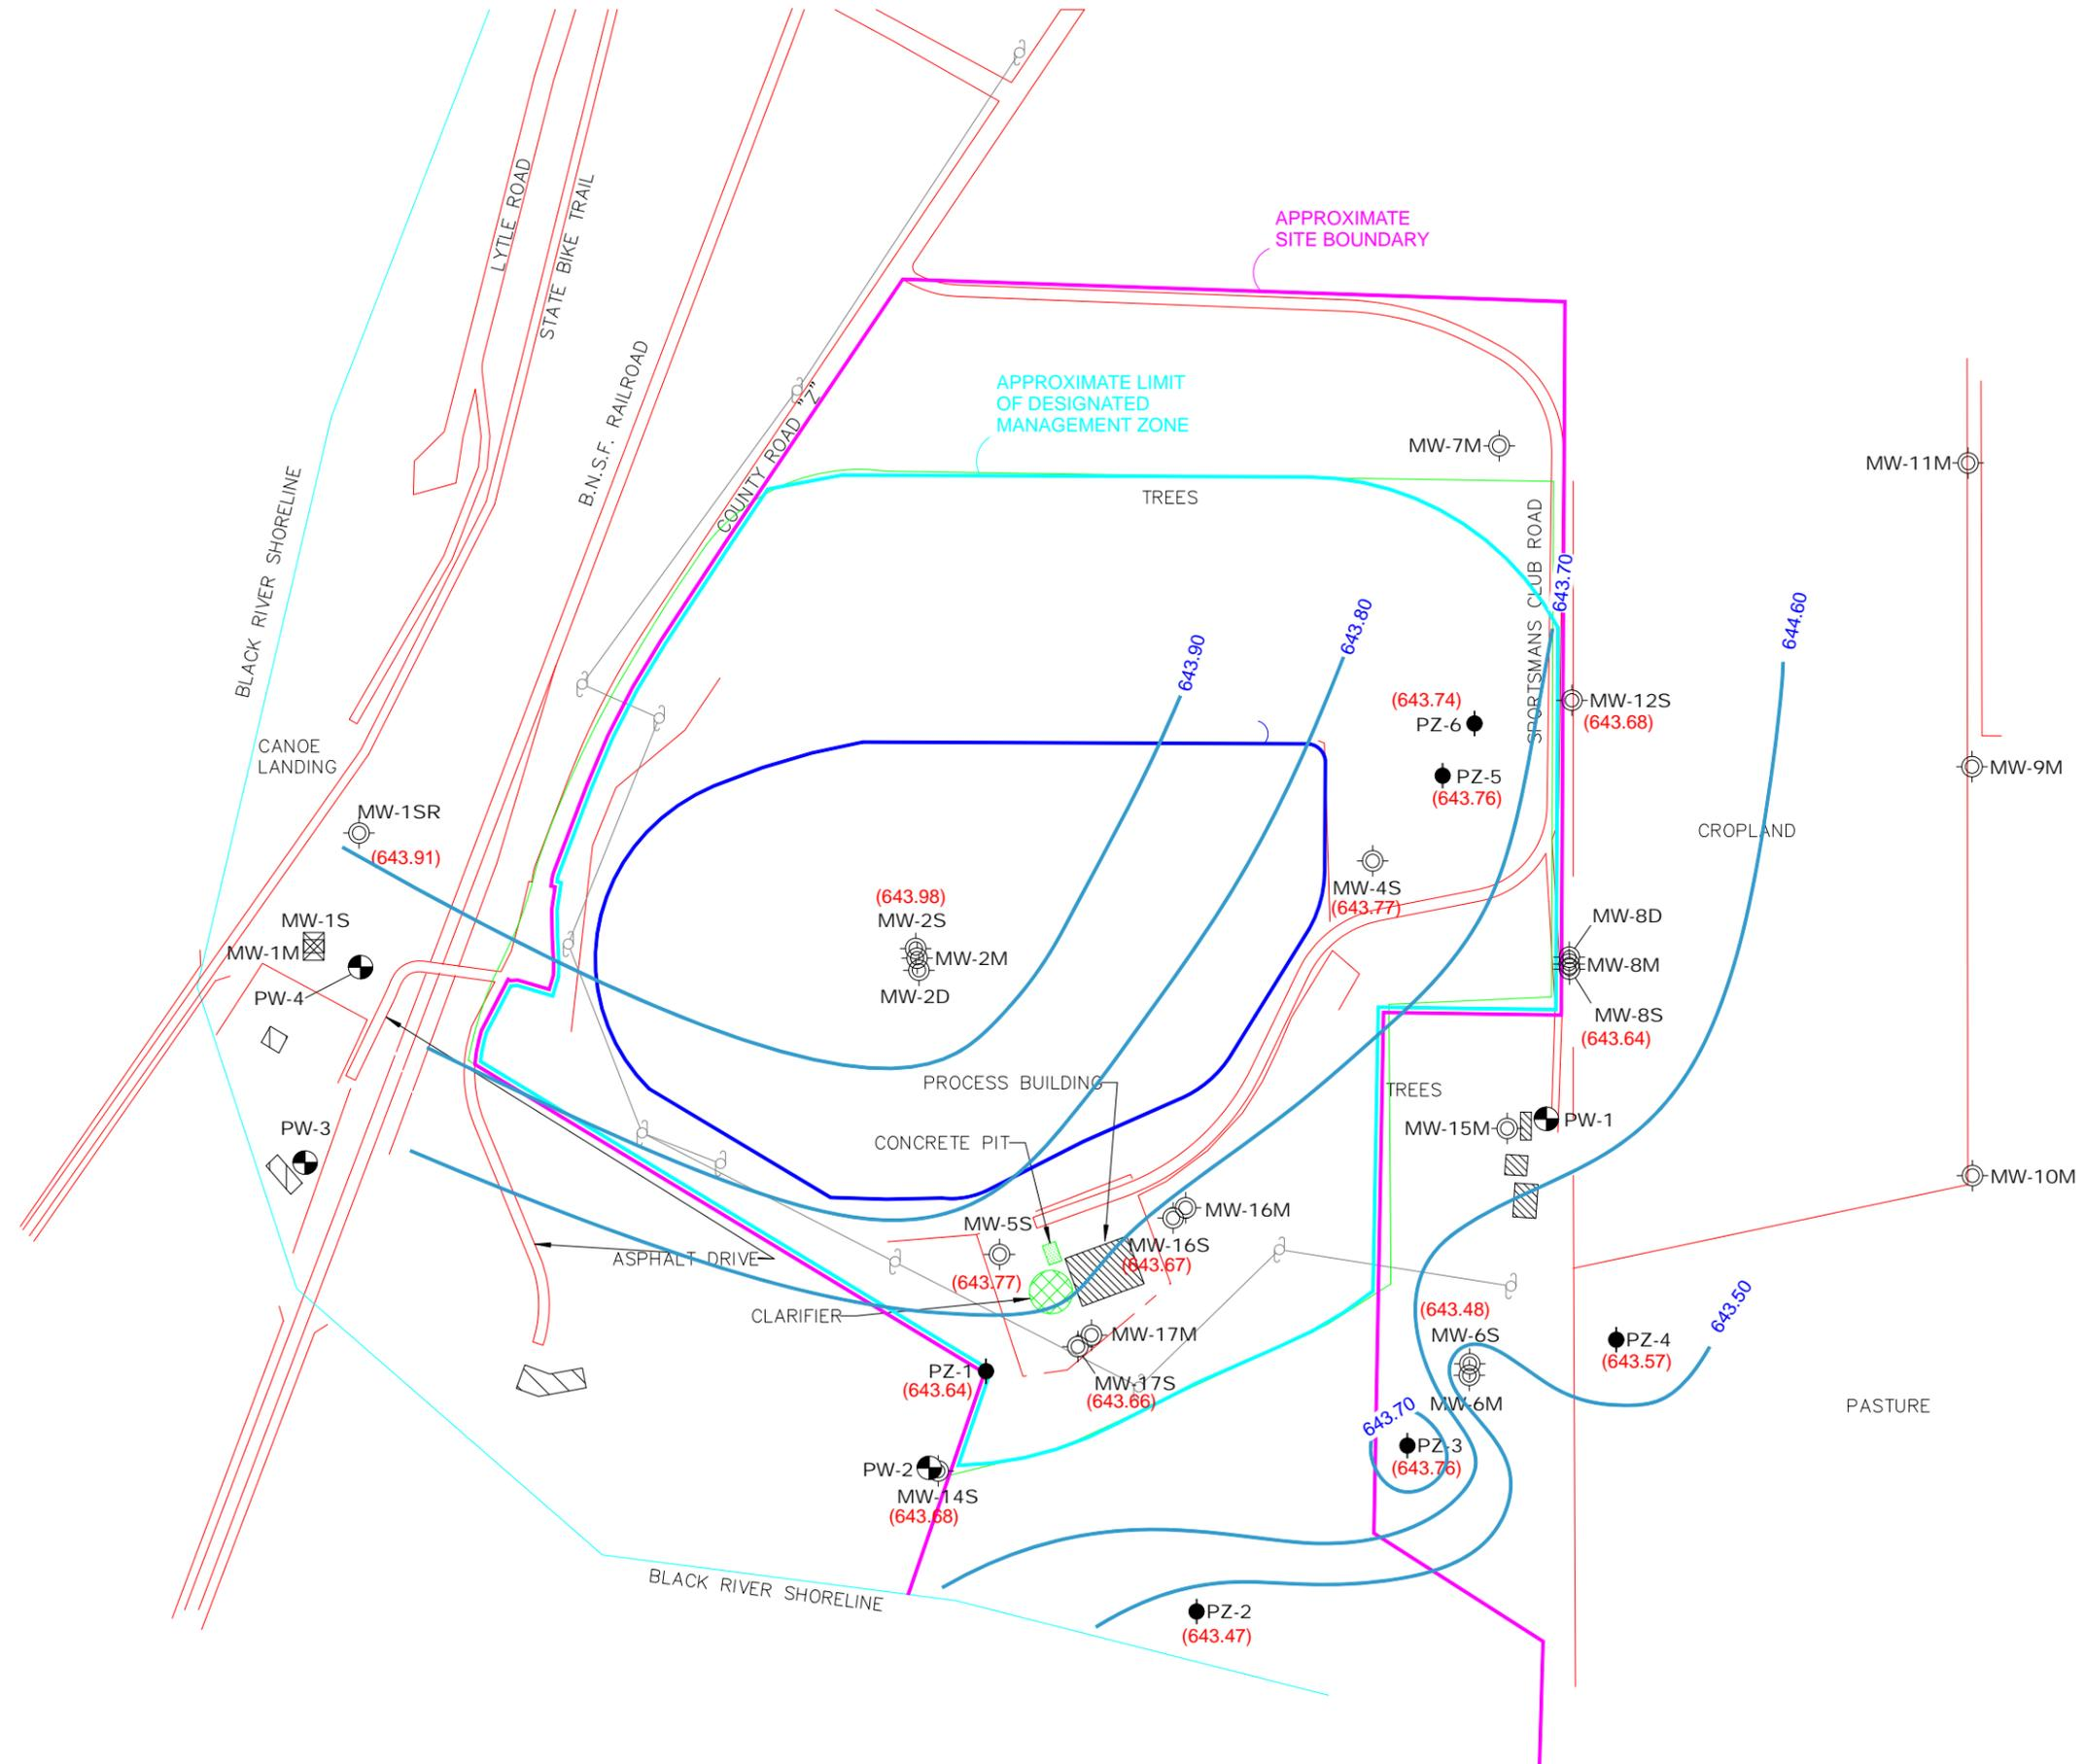 APPROXIMATE
SITE BOUNDARY
LYTLE ROAD
STATE BIKE TRAIL
B.N.S.F. RAILROAD
COUNTY ROAD "Z"
APPROXIMATE LIMIT
OF DESIGNATED
MANAGEMENT ZONE
MW-7M
MW-11M
BLACK RIVER SHORELINE
TREES
SPORTSMANS CLUB ROAD
643.70
643.80
643.90
644.60
(643.74)
PZ-6
MW-12S
(643.68)
CANOE
LANDING
PZ-5
(643.76)
MW-9M
MW-1SR
(643.91)
CROPLAND
MW-4S
(643.77)
(643.98)
MW-2S
MW-2M
MW-2D
MW-1S
MW-1M
PW-4
MW-8D
MW-8M
MW-8S
(643.64)
PROCESS BUILDING
TREES
PW-3
CONCRETE PIT
MW-15M
PW-1
MW-10M
MW-5S
(643.77)
MW-16M
MW-16S
(643.67)
ASPHALT DRIVE
CLARIFIER
MW-17M
MW-17S
(643.66)
(643.48)
MW-6S
MW-6M
643.50
PZ-4
(643.57)
PZ-1
(643.64)
643.70
PZ-3
(643.76)
PASTURE
PW-2
MW-14S
(643.68)
BLACK RIVER SHORELINE
PZ-2
(643.47)